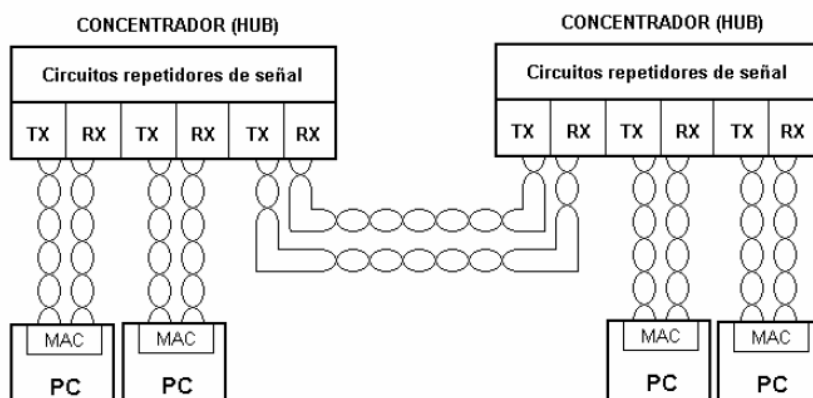 CONCENTRADOR (HUB)
Circuitos repetidores de señal
TX RX TX RX TX RX
MAC
PC
MAC
PC
CONCENTRADOR (HUB)
Circuitos repetidores de señal
TX RX TX RX TX RX
MAC
PC
MAC
PC